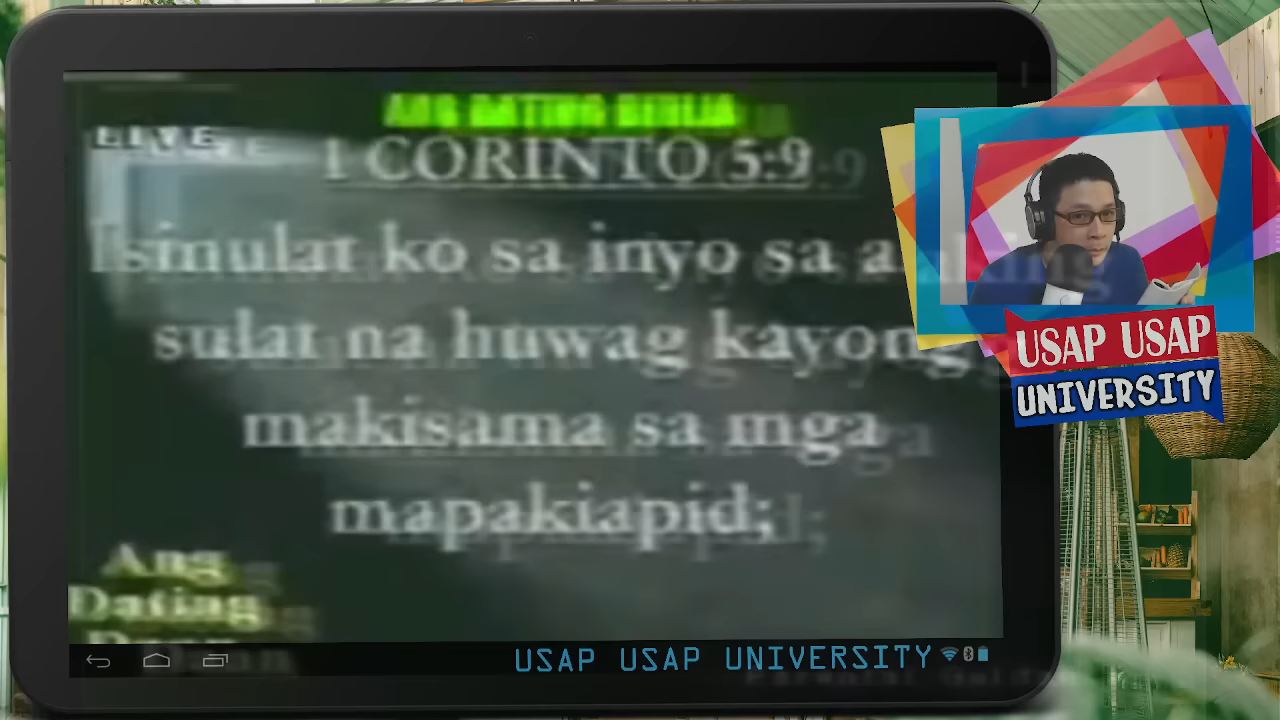 ANG DATING BIBLIA
LIVE
1 CORINTO 5:9
Isinulat ko sa inyo sa aking
sulat na huwag kayong
makisama sa mga
mapakiapid;
Ang
Dating
USAP USAP
UNIVERSITY
USAP USAP UNIVERSITY